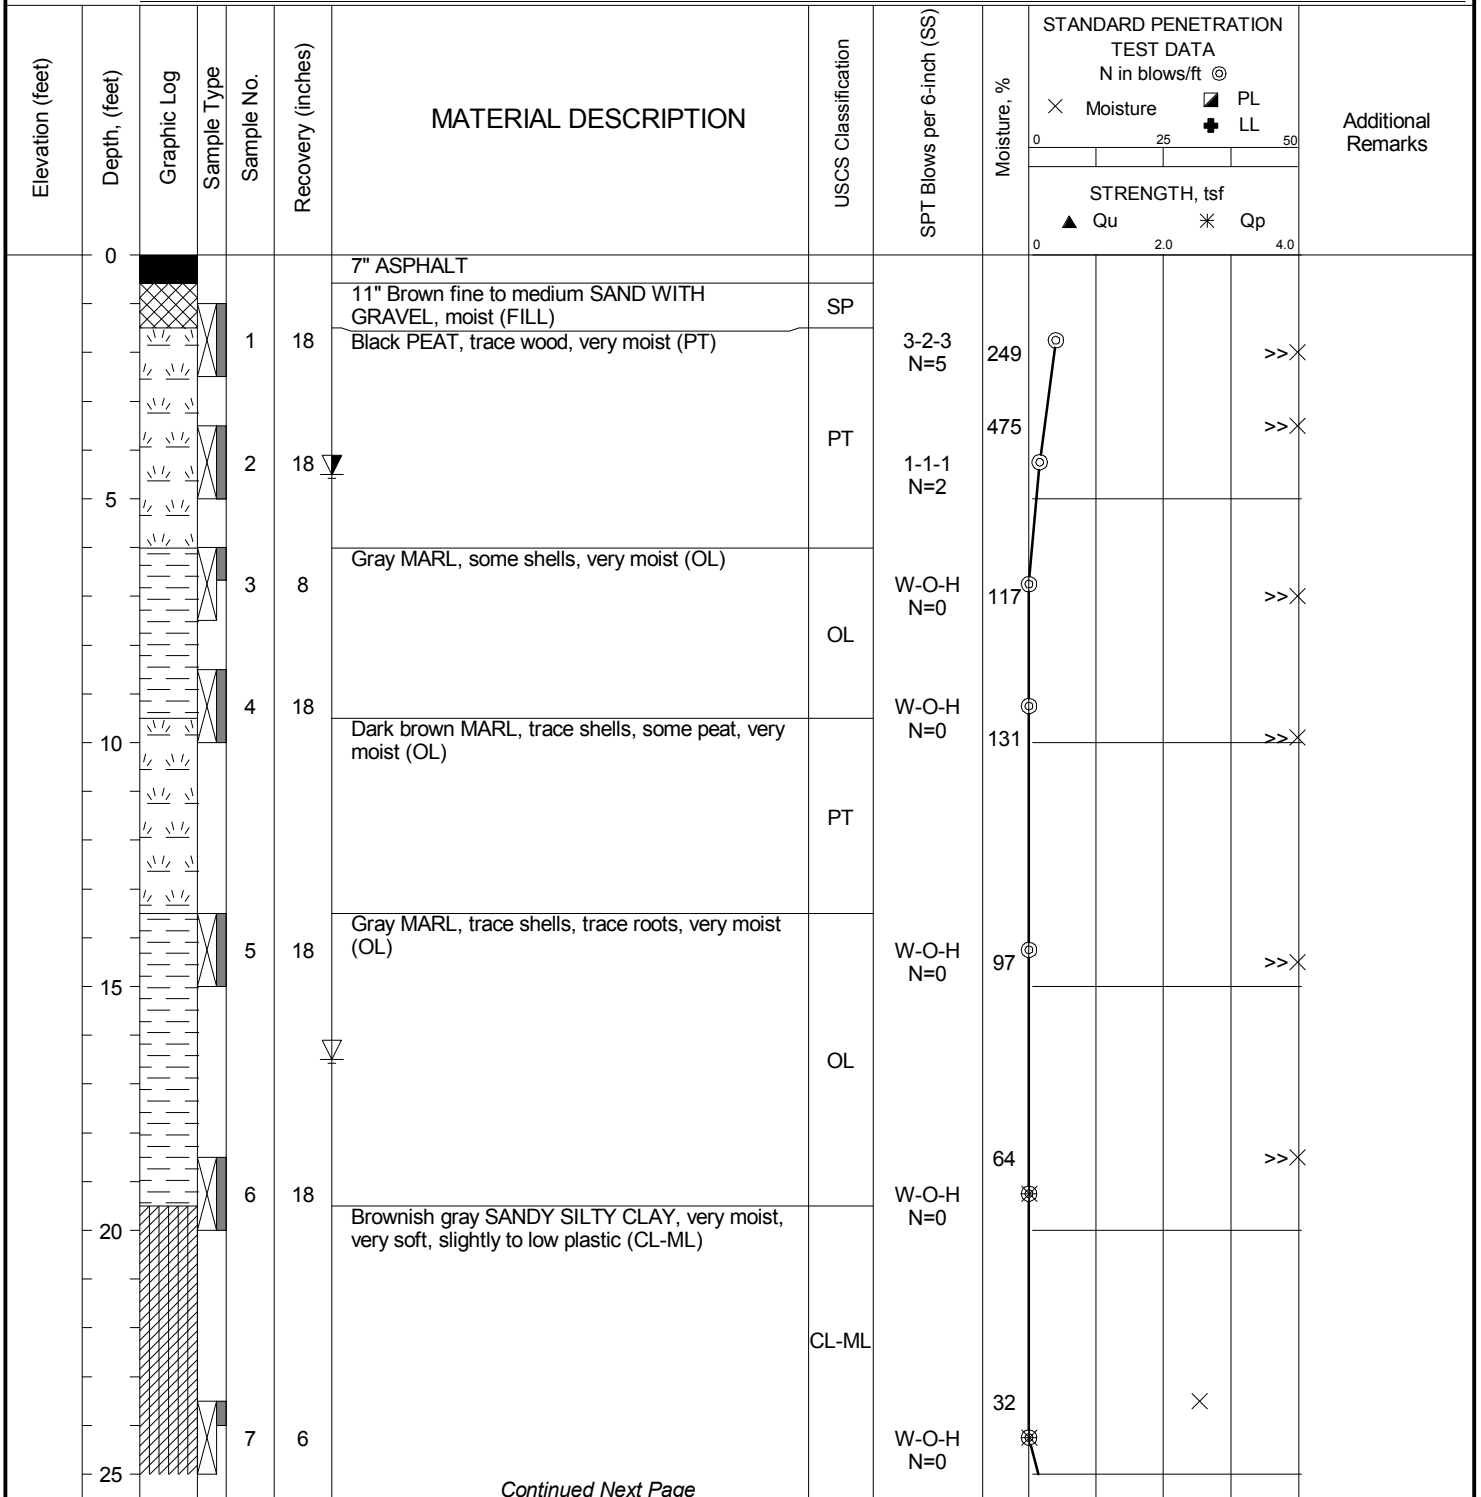 Elevation (feet)
Depth, (feet)
Graphic Log
Sample Type
Sample No.
Recovery (inches)
MATERIAL DESCRIPTION
USCS Classification
SPT Blows per 6-inch (SS)
Moisture, %
STANDARD PENETRATION
TEST DATA
N in blows/ft
Moisture
PL
LL
0 25 50
STRENGTH, tsf
Qu Qp
0 2.0 4.0
Additional
Remarks
0
7" ASPHALT
11" Brown fine to medium SAND WITH
GRAVEL, moist (FILL)
SP
1 18 Black PEAT, trace wood, very moist (PT)
3-2-3
N=5
249
>>
475
>>
PT
2 18
1-1-1
N=2
5
Gray MARL, some shells, very moist (OL)
3 8
W-O-H
N=0
117
>>
OL
4 18
W-O-H
N=0
Dark brown MARL, trace shells, some peat, very
moist (OL)
131
>>
10
PT
Gray MARL, trace shells, trace roots, very moist
(OL)
5 18
W-O-H
N=0
97
>>
15
OL
64
>>
6 18
W-O-H
N=0
Brownish gray SANDY SILTY CLAY, very moist,
very soft, slightly to low plastic (CL-ML)
20
CL-ML
32
7 6
W-O-H
N=0
25
Continued Next Page